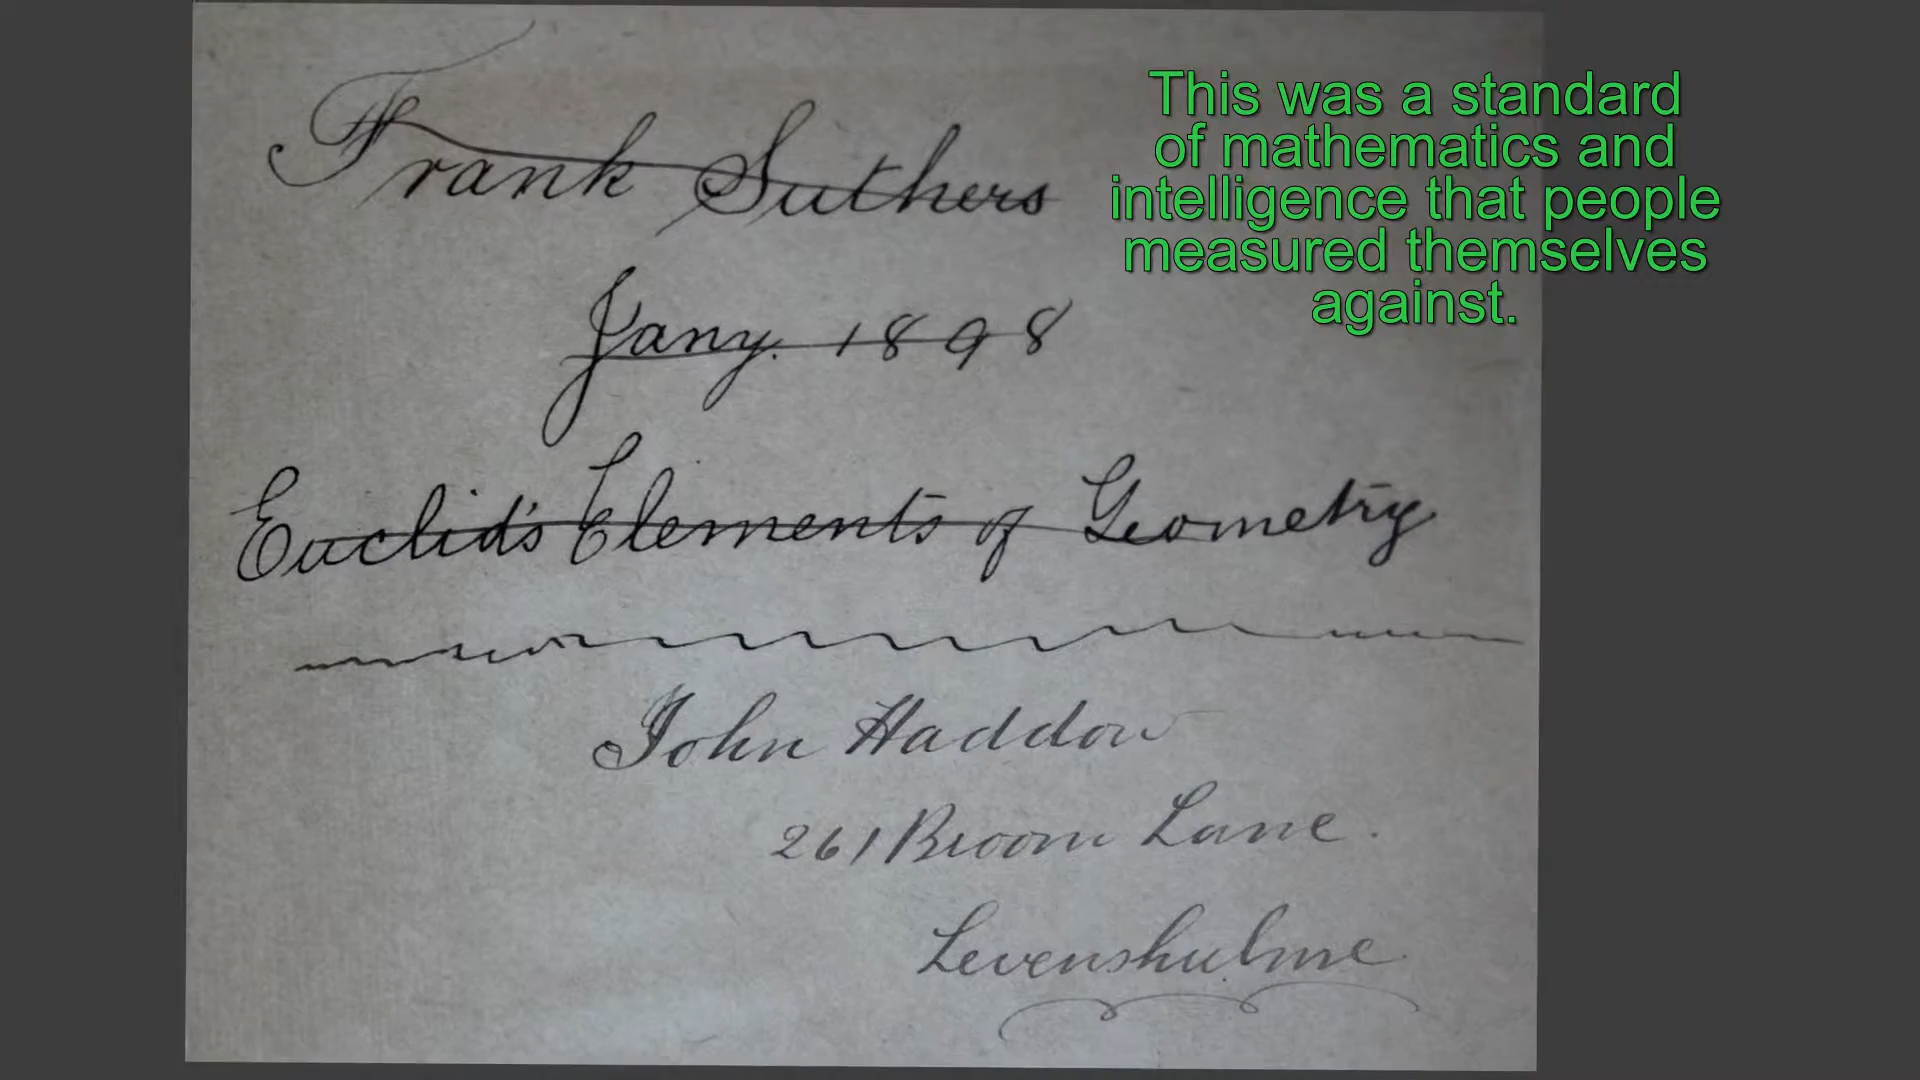 Frank Suthers
Jany. 1898
Euclid's Elements of Geometry
John Haddow
261 Broom Lane.
Levenshulme.
This was a standard
of mathematics and
intelligence that people
measured themselves
against.